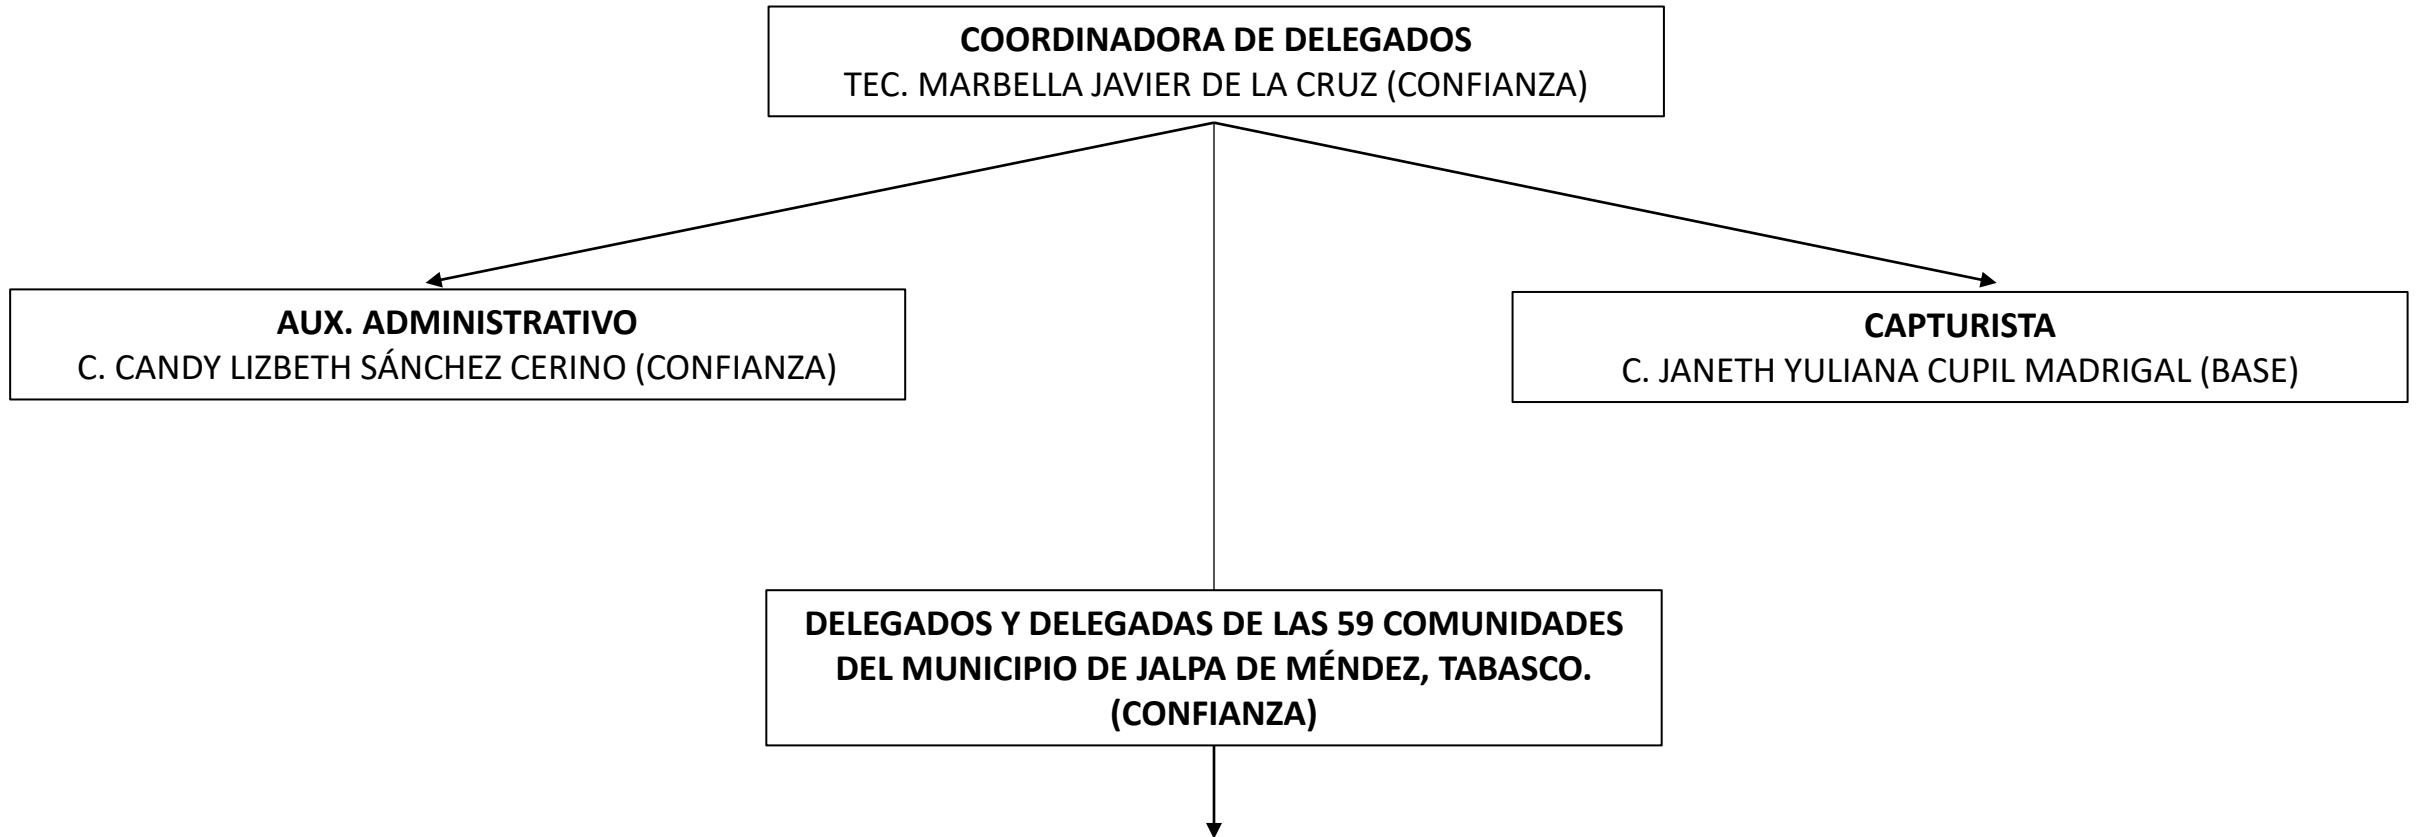 COORDINADORA DE DELEGADOS
TEC. MARBELLA JAVIER DE LA CRUZ (CONFIANZA)
AUX. ADMINISTRATIVO
C. CANDY LIZBETH SÁNCHEZ CERINO (CONFIANZA)
CAPTURISTA
C. JANETH YULIANA CUPIL MADRIGAL (BASE)
DELEGADOS Y DELEGADAS DE LAS 59 COMUNIDADES
DEL MUNICIPIO DE JALPA DE MÉNDEZ, TABASCO.
(CONFIANZA)